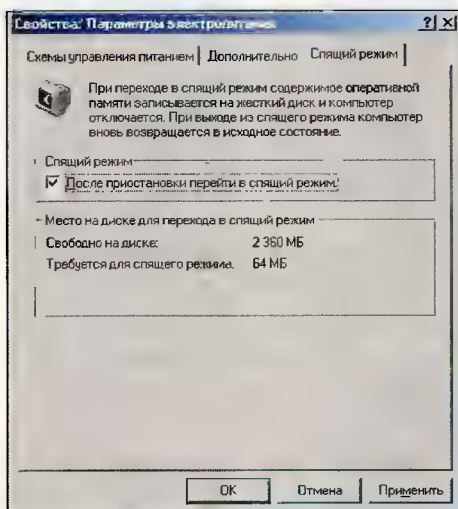 Свойства: Параметры электропитания
Схемы управления питанием Дополнительно Спящий режим
При переходе в спящий режим содержимое оперативной
памяти записывается на жесткий диск и компьютер
отключается. При выходе из спящего режима компьютер
вновь возвращается в исходное состояние.
Спящий режим
После приостановки перейти в спящий режим.
Место на диске для перехода в спящий режим
Свободно на диске: 2 360 МБ
Требуется для спящего режима. 64 МБ
OK Отмена Применить